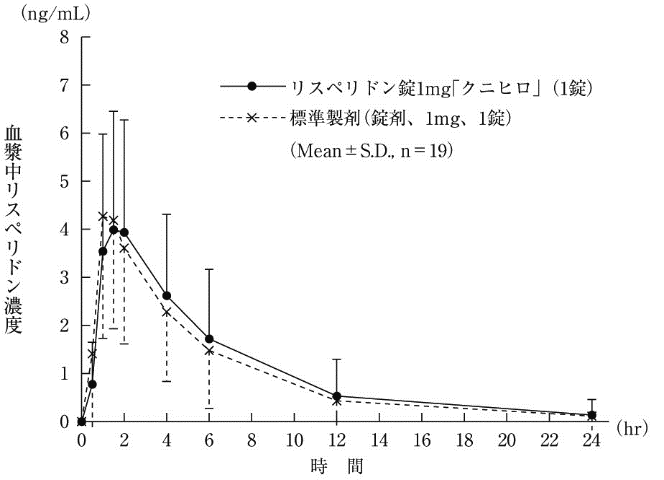 (ng/mL)
8
7
6
5
4
3
2
1
0
血漿中リスペリドン濃度
リスペリドン錠1mg「クニヒロ」(1錠)
標準製剤(錠剤、1mg、1錠)
(Mean±S.D., n=19)
0 2 4 6 8 10 12 14 16 18 20 22 24 (hr)
時 間